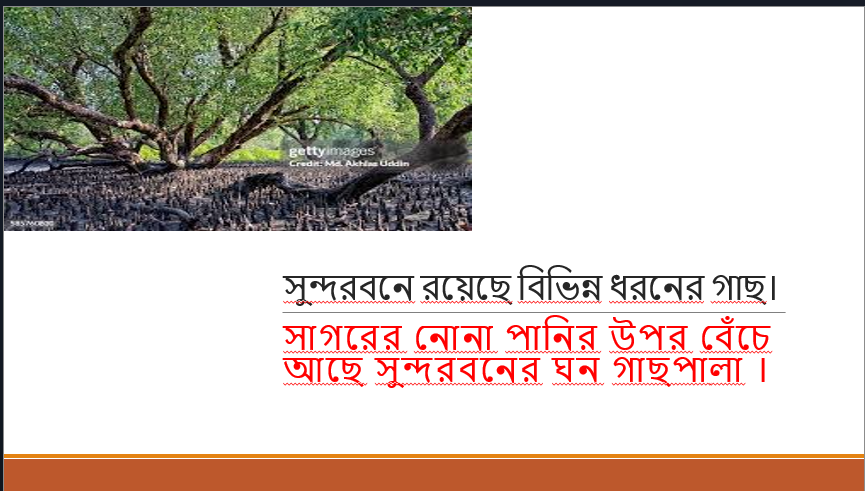 gettyimages
Credit: Md. Akhlas Uddin
সুন্দরবনে রয়েছে বিভিন্ন ধরনের গাছ।
সাগরের নোনা পানির উপর বেঁচে
আছে সুন্দরবনের ঘন গাছপালা ।